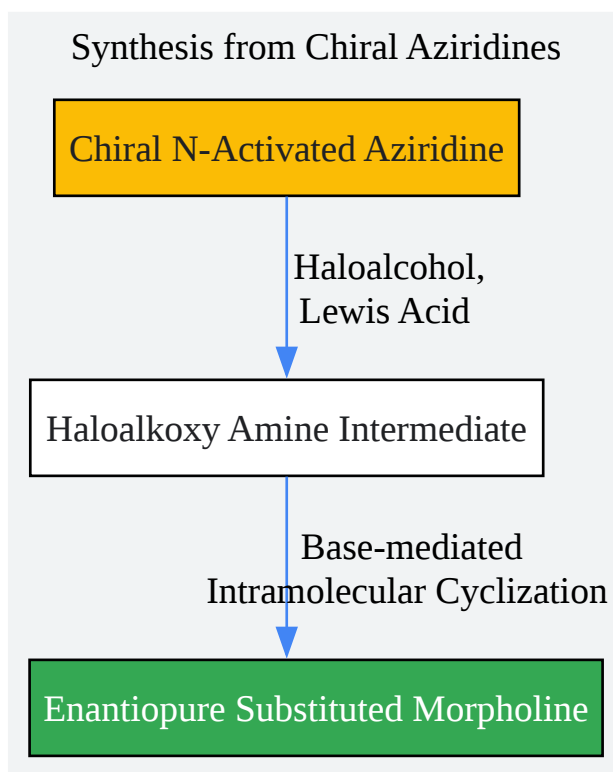 Synthesis from Chiral Aziridines
Chiral N-Activated Aziridine
Haloalcohol,
Lewis Acid
Haloalkoxy Amine Intermediate
Base-mediated
Intramolecular Cyclization
Enantiopure Substituted Morpholine